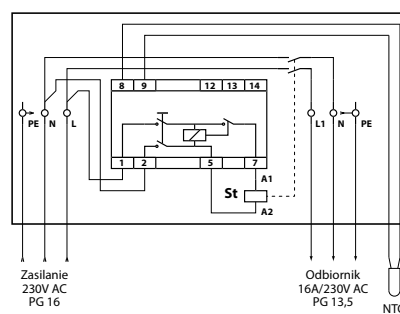 8 9 12 13 14
PE N L
L1 N PE
1 2 5 7
A1
St
A2
Zasilanie
230V AC
PG 16
Odbiornik
16A/230V AC
PG 13,5
NTC